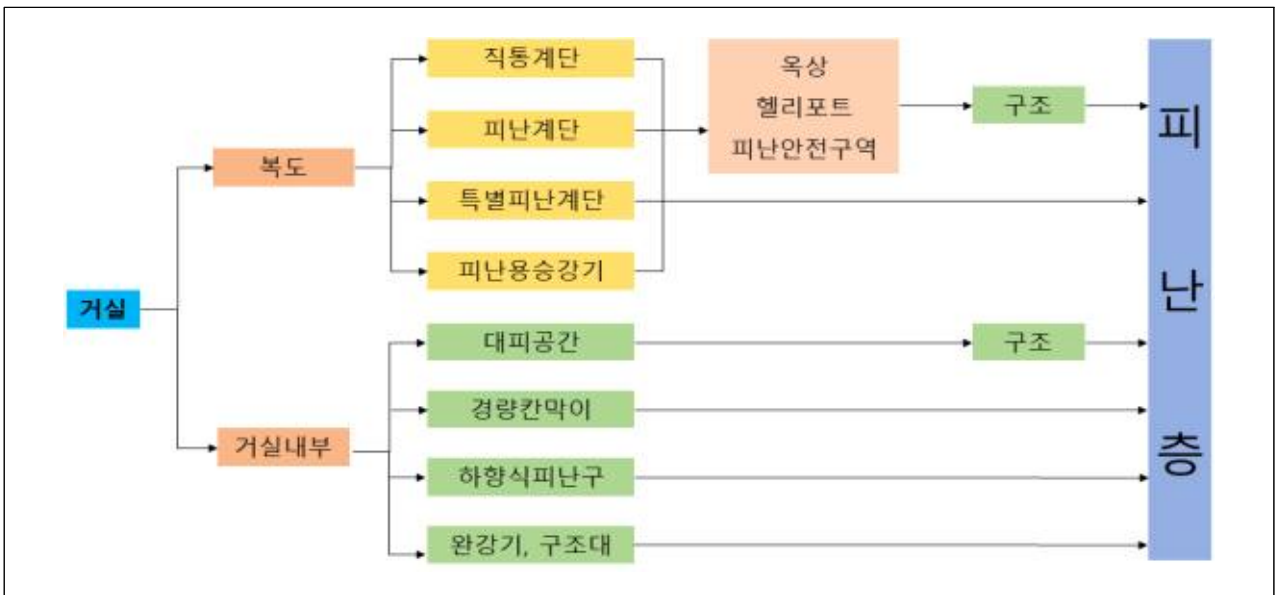 거실
복도
거실내부
직통계단
피난계단
특별피난계단
피난용승강기
대피공간
경량칸막이
하향식피난구
완강기, 구조대
옥상
헬리포트
피난안전구역
구조
구조
피난층